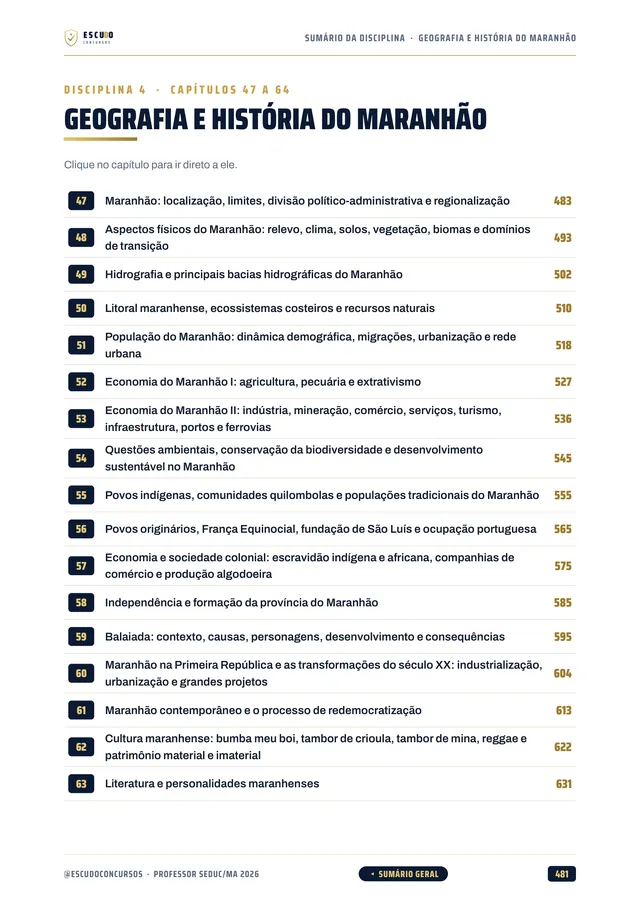 ESCUDO
CONCURSOS
SUMÁRIO DA DISCIPLINA · GEOGRAFIA E HISTÓRIA DO MARANHÃO
DISCIPLINA 4 · CAPÍTULOS 47 A 64
GEOGRAFIA E HISTÓRIA DO MARANHÃO
Clique no capítulo para ir direto a ele.
47 Maranhão: localização, limites, divisão político-administrativa e regionalização 483
48 Aspectos físicos do Maranhão: relevo, clima, solos, vegetação, biomas e domínios
de transição 493
49 Hidrografia e principais bacias hidrográficas do Maranhão 502
50 Litoral maranhense, ecossistemas costeiros e recursos naturais 510
51 População do Maranhão: dinâmica demográfica, migrações, urbanização e rede
urbana 518
52 Economia do Maranhão I: agricultura, pecuária e extrativismo 527
53 Economia do Maranhão II: indústria, mineração, comércio, serviços, turismo,
infraestrutura, portos e ferrovias 536
54 Questões ambientais, conservação da biodiversidade e desenvolvimento
sustentável no Maranhão 545
55 Povos indígenas, comunidades quilombolas e populações tradicionais do Maranhão 555
56 Povos originários, França Equinocial, fundação de São Luís e ocupação portuguesa 565
57 Economia e sociedade colonial: escravidão indígena e africana, companhias de
comércio e produção algodoeira 575
58 Independência e formação da província do Maranhão 585
59 Balaiada: contexto, causas, personagens, desenvolvimento e consequências 595
60 Maranhão na Primeira República e as transformações do século XX: industrialização,
urbanização e grandes projetos 604
61 Maranhão contemporâneo e o processo de redemocratização 613
62 Cultura maranhense: bumba meu boi, tambor de crioula, tambor de mina, reggae e
patrimônio material e imaterial 622
63 Literatura e personalidades maranhenses 631
@ESCUDOCONCURSOS · PROFESSOR SEDUC/MA 2026
SUMÁRIO GERAL
481